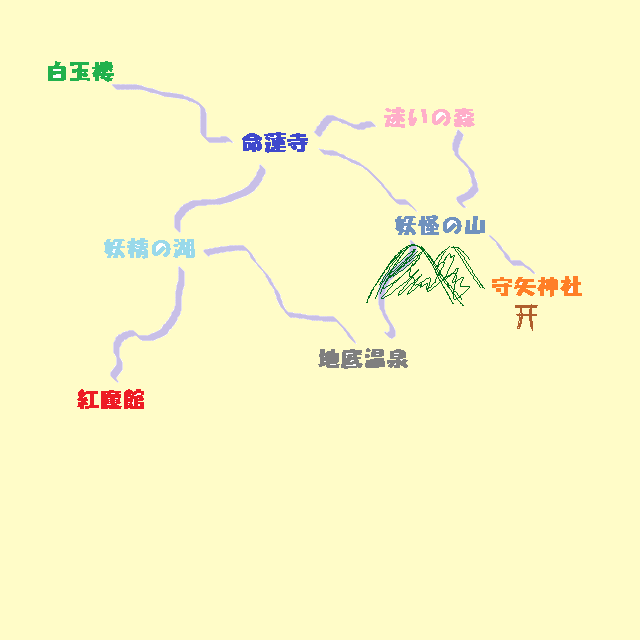 白玉楼
迷いの森
命蓮寺
妖怪の山
妖精の湖
守矢神社
地底温泉
紅魔館